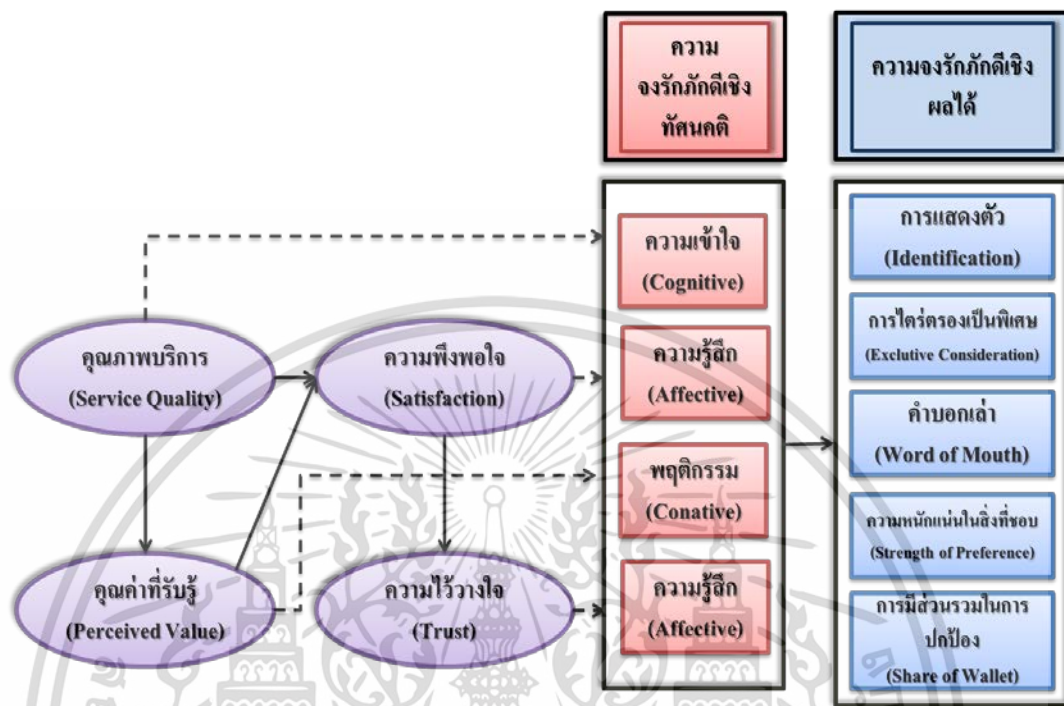 ความ
จงรักภักดีเชิง
ทัศนคติ
ความจงรักภักดีเชิง
ผลได้
ความเข้าใจ
(Cognitive)
ความรู้สึก
(Affective)
พฤติกรรม
(Conative)
ความรู้สึก
(Affective)
การแสดงตัว
(Identification)
การไตร่ตรองเป็นพิเศษ
(Exclutive Consideration)
คำบอกเล่า
(Word of Mouth)
ความหนักแน่นในสิ่งที่ชอบ
(Strength of Preference)
การมีส่วนรวมในการ
ปกป้อง
(Share of Wallet)
คุณภาพบริการ
(Service Quality)
ความพึงพอใจ
(Satisfaction)
คุณค่าที่รับรู้
(Perceived Value)
ความไว้วางใจ
(Trust)